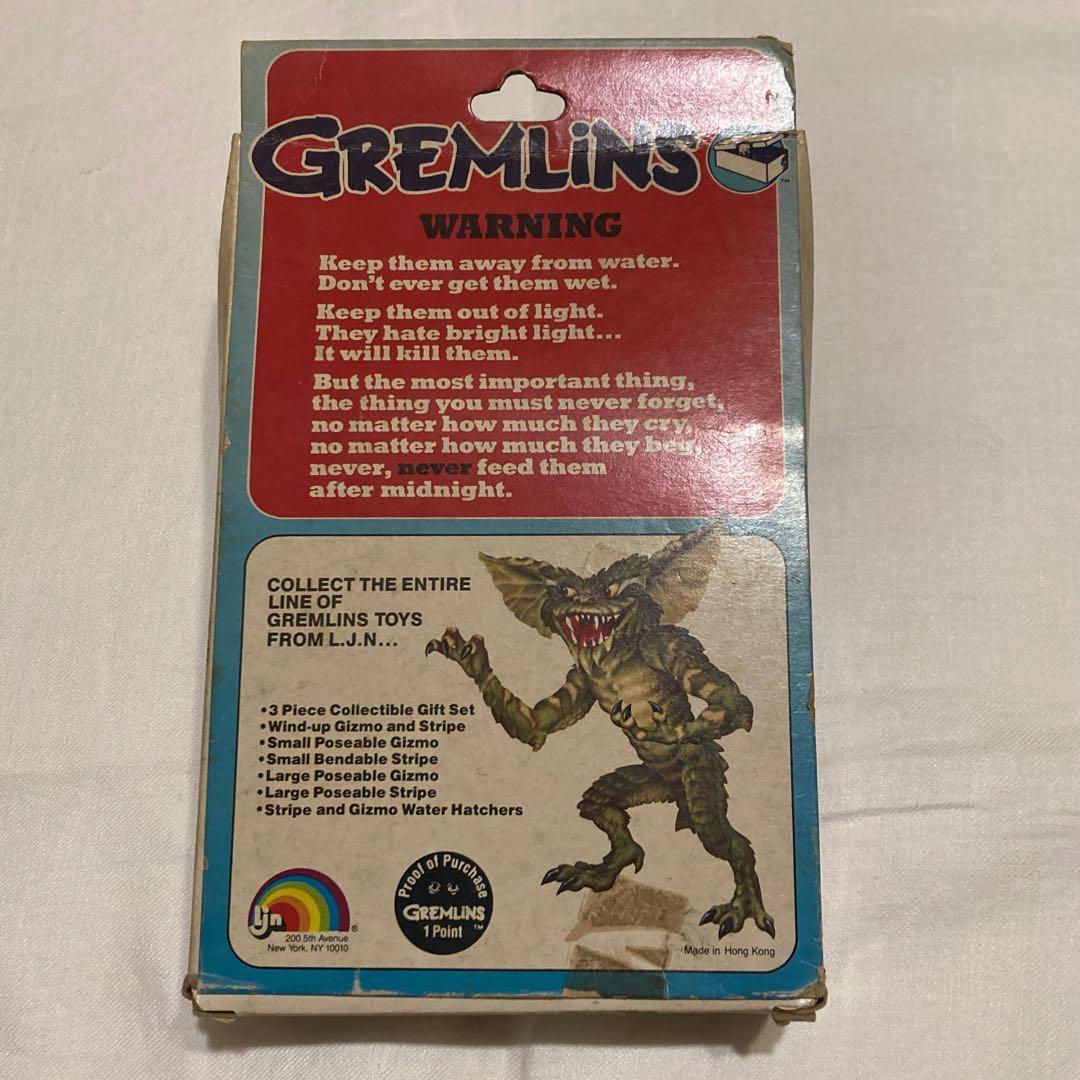 GREMLiNS
TM
WARNING
Keep them away from water.
Don't ever get them wet.
Keep them out of light.
They hate bright light...
It will kill them.
But the most important thing,
the thing you must never forget,
no matter how much they cry,
no matter how much they beg,
never, never feed them
after midnight.
COLLECT THE ENTIRE
LINE OF
GREMLINS TOYS
FROM L.J.N...
•3 Piece Collectible Gift Set
•Wind-up Gizmo and Stripe
•Small Poseable Gizmo
•Small Bendable Stripe
•Large Poseable Gizmo
•Large Poseable Stripe
•Stripe and Gizmo Water Hatchers
ljn ®
200 5th Avenue
New York, NY 10010
Proof of Purchase
GREMLiNS TM
1 Point
Made in Hong Kong